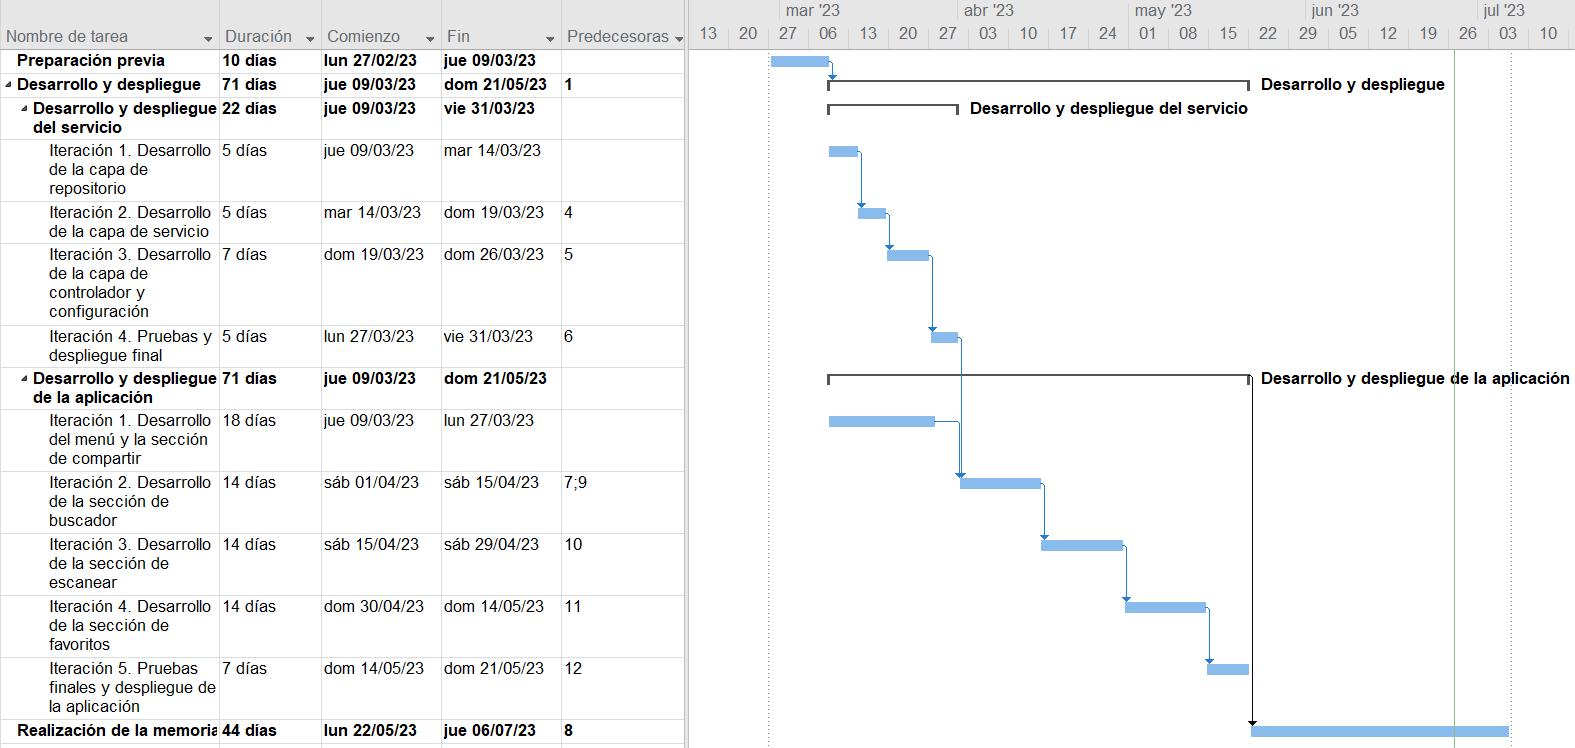 mar '23 abr '23 may '23 jun '23 jul '23
Nombre de tarea Duración Comienzo Fin Predecesoras 13 20 27 06 13 20 27 03 10 17 24 01 08 15 22 29 05 12 19 26 03 10
Preparación previa 10 días lun 27/02/23 jue 09/03/23
Desarrollo y despliegue 71 días jue 09/03/23 dom 21/05/23 1 Desarrollo y despliegue
Desarrollo y despliegue 22 días jue 09/03/23 vie 31/03/23 Desarrollo y despliegue del servicio
del servicio
Iteración 1. Desarrollo 5 días jue 09/03/23 mar 14/03/23
de la capa de
repositorio
Iteración 2. Desarrollo 5 días mar 14/03/23 dom 19/03/23 4
de la capa de servicio
Iteración 3. Desarrollo 7 días dom 19/03/23 dom 26/03/23 5
de la capa de
controlador y
configuración
Iteración 4. Pruebas y 5 días lun 27/03/23 vie 31/03/23 6
despliegue final
Desarrollo y despliegue 71 días jue 09/03/23 dom 21/05/23 Desarrollo y despliegue de la aplicación
de la aplicación
Iteración 1. Desarrollo 18 días jue 09/03/23 lun 27/03/23
del menú y la sección
de compartir
Iteración 2. Desarrollo 14 días sáb 01/04/23 sáb 15/04/23 7;9
de la sección de
buscador
Iteración 3. Desarrollo 14 días sáb 15/04/23 sáb 29/04/23 10
de la sección de
escanear
Iteración 4. Desarrollo 14 días dom 30/04/23 dom 14/05/23 11
de la sección de
favoritos
Iteración 5. Pruebas 7 días dom 14/05/23 dom 21/05/23 12
finales y despliegue de
la aplicación
Realización de la memoria 44 días lun 22/05/23 jue 06/07/23 8